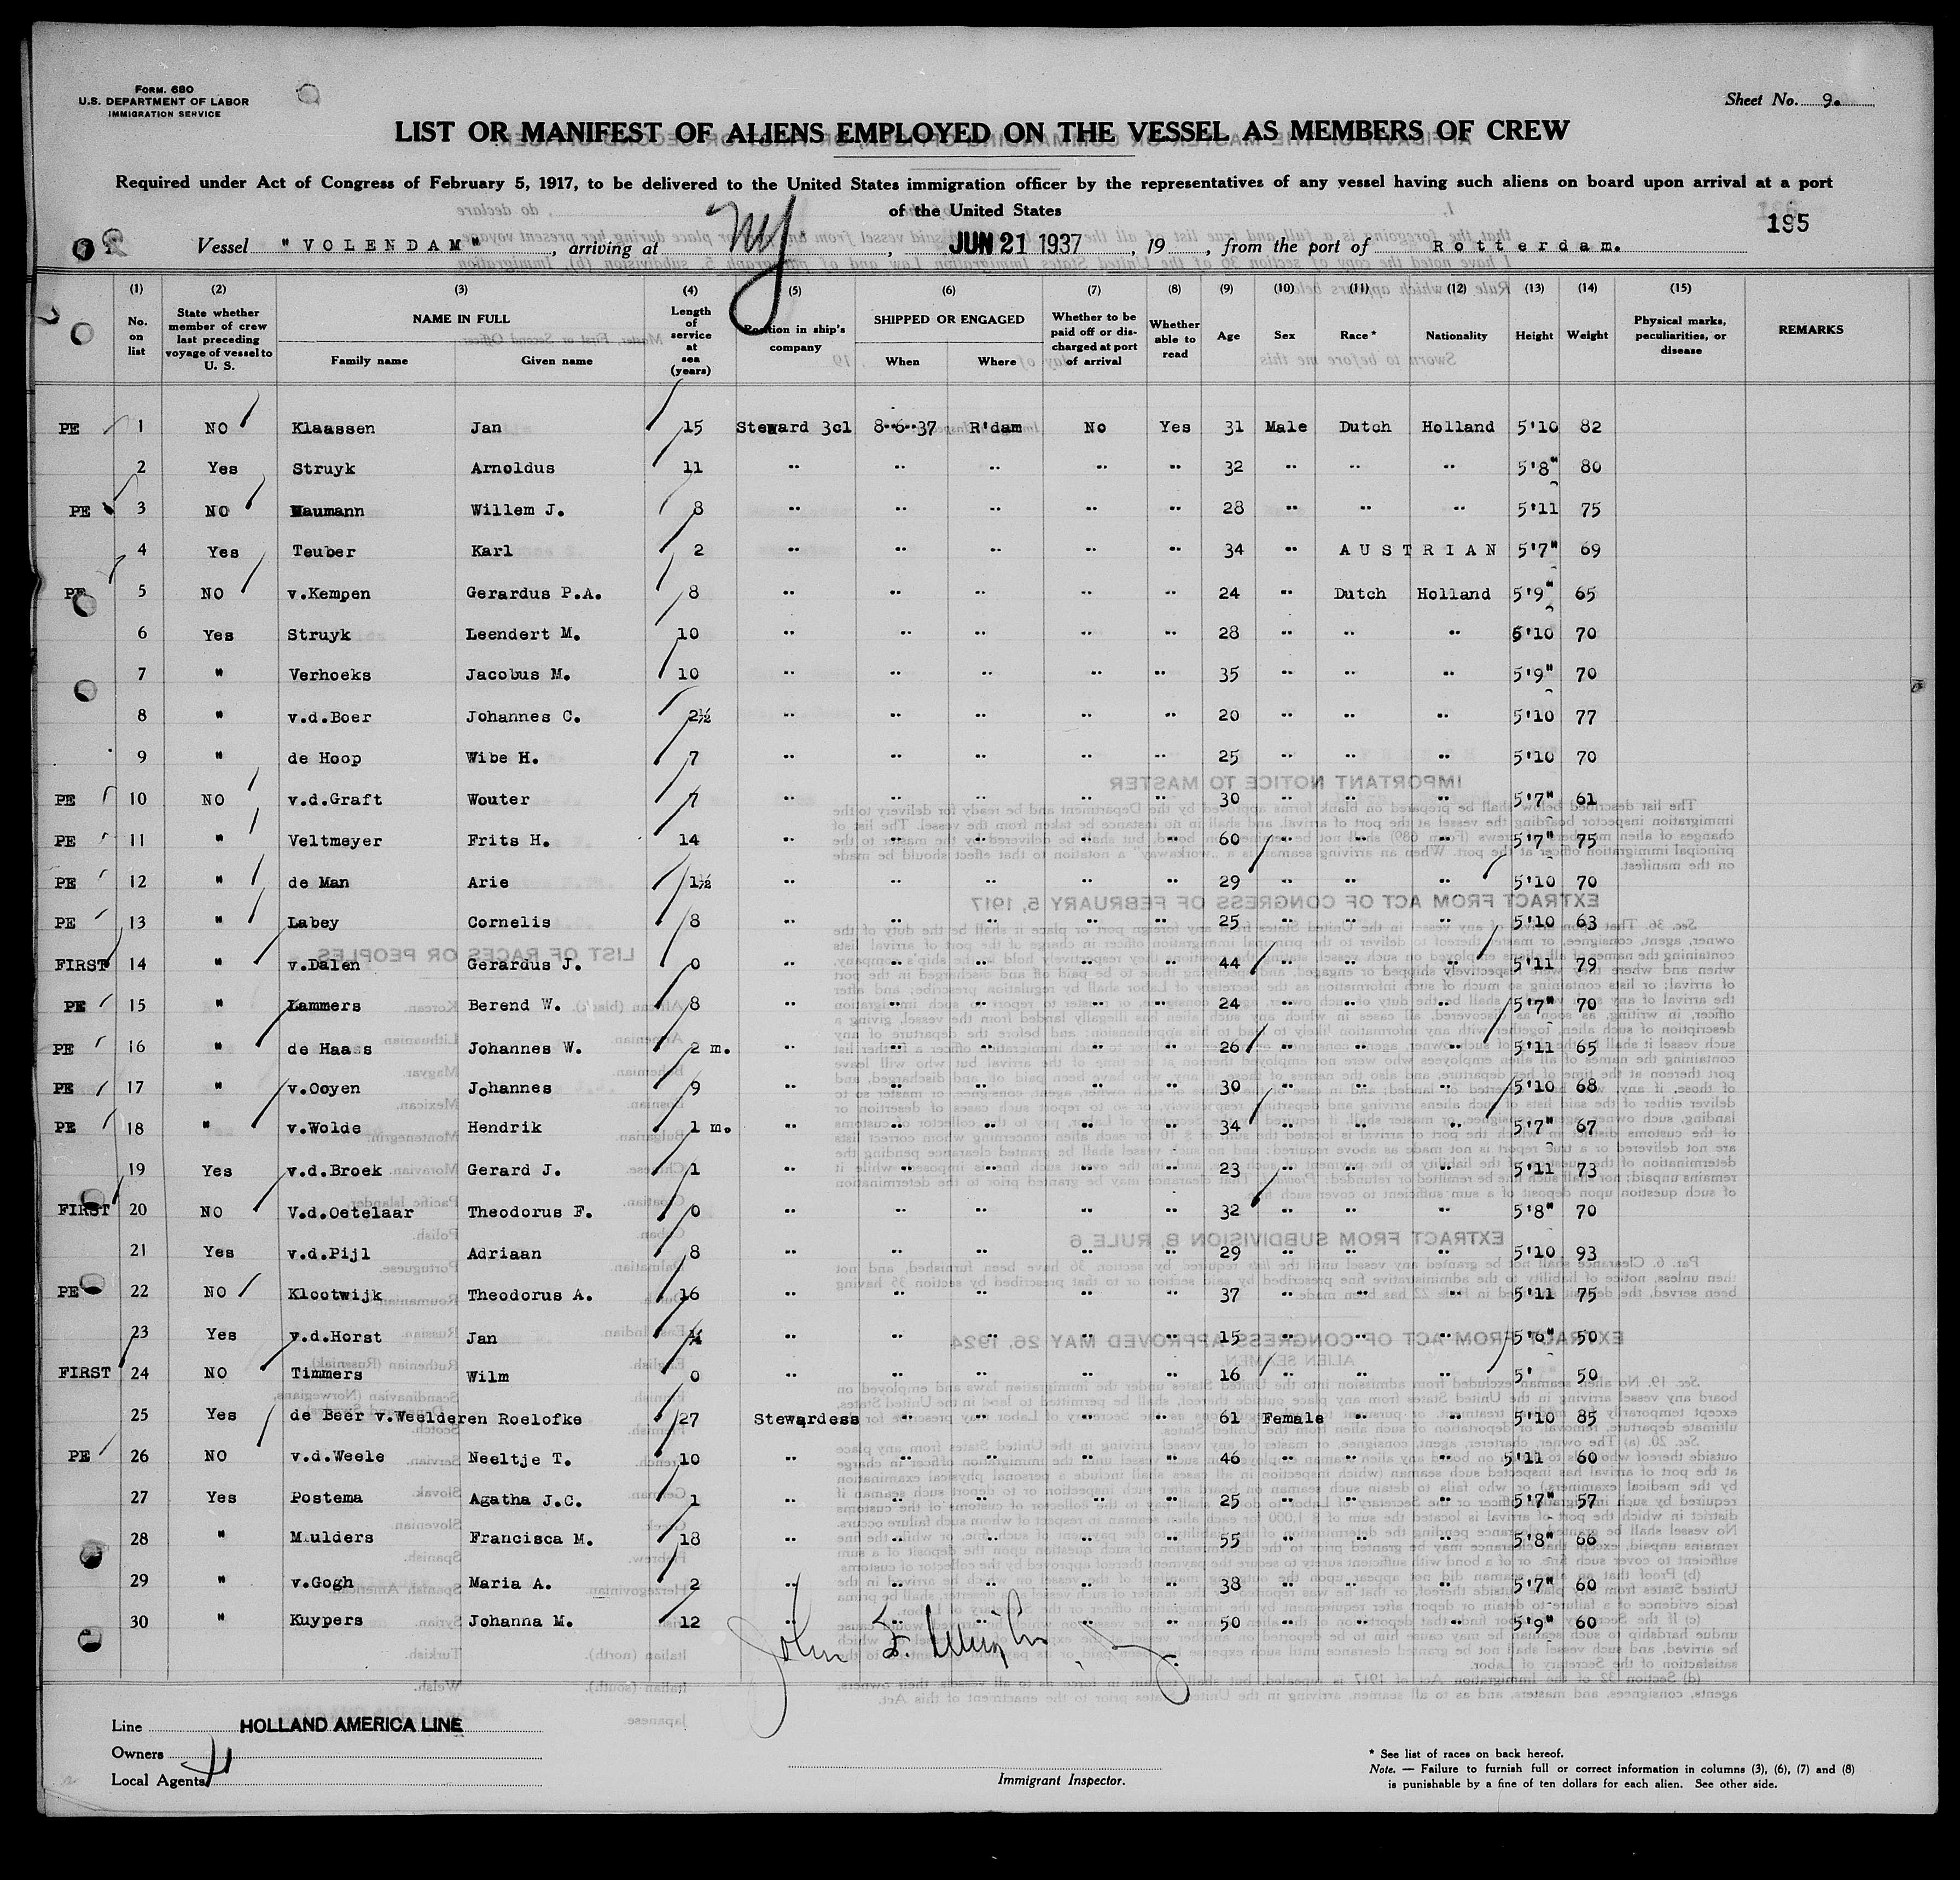 FORM. 680
U.S. DEPARTMENT OF LABOR
IMMIGRATION SERVICE
Sheet No. 9.
LIST OR MANIFEST OF ALIENS EMPLOYED ON THE VESSEL AS MEMBERS OF CREW
Required under Act of Congress of February 5, 1917, to be delivered to the United States immigration officer by the representatives of any vessel having such aliens on board upon arrival at a port
of the United States
195
Vessel "VOLENDAM", arriving at NY, JUN 21 1937, 19, from the port of Rotterdam.
(1) No. on list (2) State whether member of crew last preceding voyage of vessel to U. S. (3) NAME IN FULL Family name Given name (4) Length of service at sea (years) (5) Position in ship's company (6) SHIPPED OR ENGAGED When Where (7) Whether to be paid off or discharged at port of arrival (8) Whether able to read (9) Age (10) Sex (11) Race* (12) Nationality (13) Height (14) Weight (15) Physical marks, peculiarities, or disease REMARKS
PE 1 NO Klaassen Jan 15 Steward 3cl 8-6-37 R'dam No Yes 31 Male Dutch Holland 5'10 82
2 Yes Struyk Arnoldus 11 " " " " " 32 " " " 5'8" 80
PE 3 NO Naumann Willem J. 8 " " " " " 28 " " " 5'11 75
4 Yes Teuber Karl 2 " " " " " 34 " AUSTRIAN 5'7" 69
PE 5 NO v.Kempen Gerardus P.A. 8 " " " " " 24 " Dutch Holland 5'9" 65
6 Yes Struyk Leendert M. 10 " " " " " 28 " " " 5'10 70
7 " Verhoeks Jacobus M. 10 " " " " " 35 " " " 5'9" 70
8 " v.d.Boer Johannes C. 2½ " " " " " 20 " " " 5'10 77
9 " de Hoop Wibe H. 7 " " " " " 25 " " " 5'10 70
PE 10 NO v.d.Graft Wouter 7 " " " " " 30 " " " 5'7" 61
PE 11 " Veltmeyer Frits H. 14 " " " " " 60 " " " 5'7" 75
PE 12 " de Man Arie 1½ " " " " " 29 " " " 5'10 70
PE 13 " Labey Cornelis 8 " " " " " 25 " " " 5'10 63
FIRST 14 " v.Dalen Gerardus J. 0 " " " " " 44 " " " 5'11 79
PE 15 " Lammers Berend W. 8 " " " " " 24 " " " 5'7" 70
PE 16 " de Haass Johannes W. 2 m. " " " " " 26 " " " 5'11 65
PE 17 " v.Ooyen Johannes 9 " " " " " 30 " " " 5'10 68
PE 18 " v.Wolde Hendrik 1 m. " " " " " 34 " " " 5'7" 67
19 Yes v.d.Broek Gerard J. 1 " " " " " 23 " " " 5'11 73
FIRST 20 NO V.d.Oetelaar Theodorus F. 0 " " " " " 32 " " " 5'8" 70
21 Yes v.d.Pijl Adriaan 8 " " " " " 29 " " " 5'10 93
PE 22 NO Klootwijk Theodorus A. 16 " " " " " 37 " " " 5'11 75
23 Yes v.d.Horst Jan " " " " " 15 " " " 5'6" 50
FIRST 24 NO Timmers Wilm 0 " " " " " 16 " " " 5' 50
25 Yes de Beer v.Weelderen Roelofke 27 Stewardess " " " " 61 Female " " 5'10 85
PE 26 NO v.d.Weele Neeltje T. 10 " " " " " 46 " " " 5'11 60
27 Yes Postema Agatha J.C. 1 " " " " " 25 " " " 5'7" 57
28 " Mulders Francisca M. 18 " " " " " 55 " " " 5'8" 66
29 " v.Gogh Maria A. 2 " " " " " 38 " " " 5'7" 60
30 " Kuypers Johanna M. 12 " " " " " 50 " " " 5'9" 60
John
Line HOLLAND AMERICA LINE
Owners
Local Agents
Immigrant Inspector.
* See list of races on back hereof.
Note. — Failure to furnish full or correct information in columns (3), (6), (7) and (8)
is punishable by a fine of ten dollars for each alien. See other side.